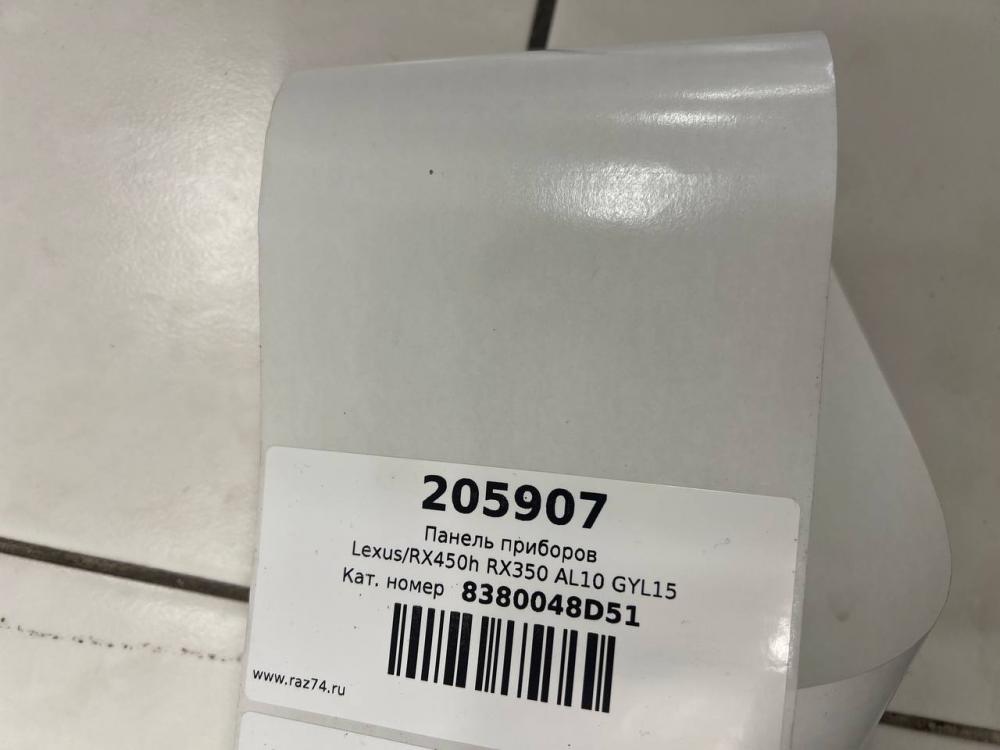 205907
Панель приборов
Lexus/RX450h RX350 AL10 GYL15
Кат. номер 8380048D51
www.raz74.ru